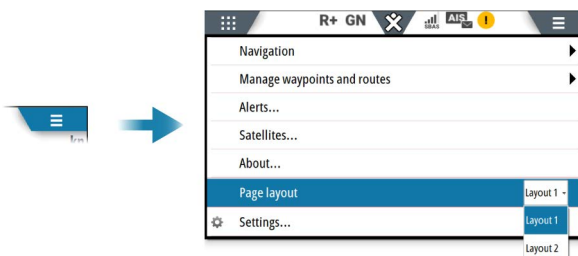 R+ GN SBAS AIS !
Navigation
Manage waypoints and routes
Alerts...
Satellites...
About...
Page layout Layout 1
Settings... Layout 1
Layout 2